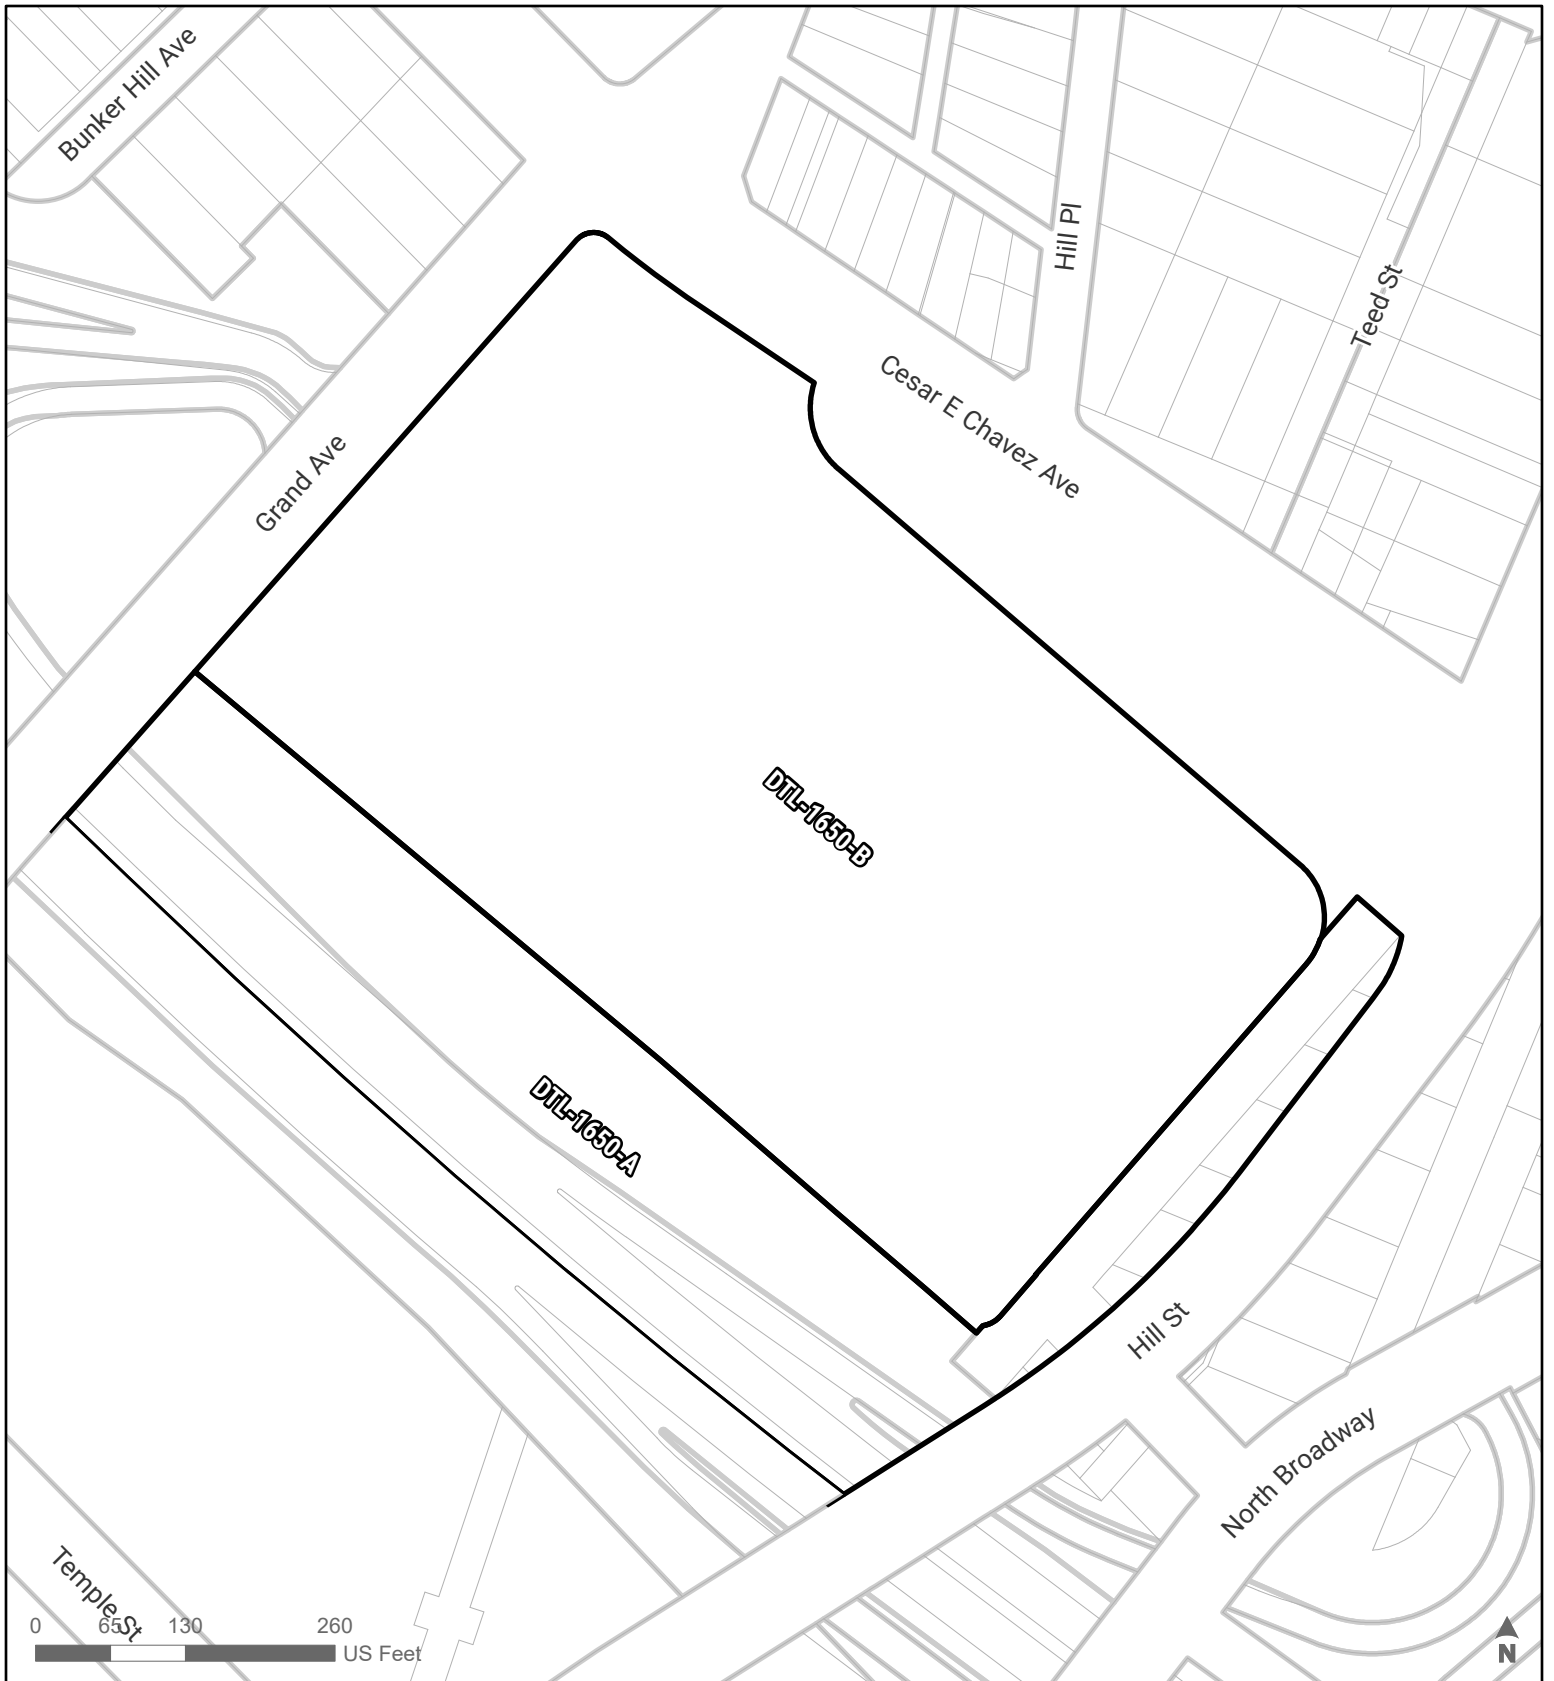 Bunker Hill Ave
Hill Pl
Teed St
Cesar E Chavez Ave
Grand Ave
DTL-1650-B
DTL-1650-A
Hill St
North Broadway
Temple St
0 65 130 260
US Feet
N